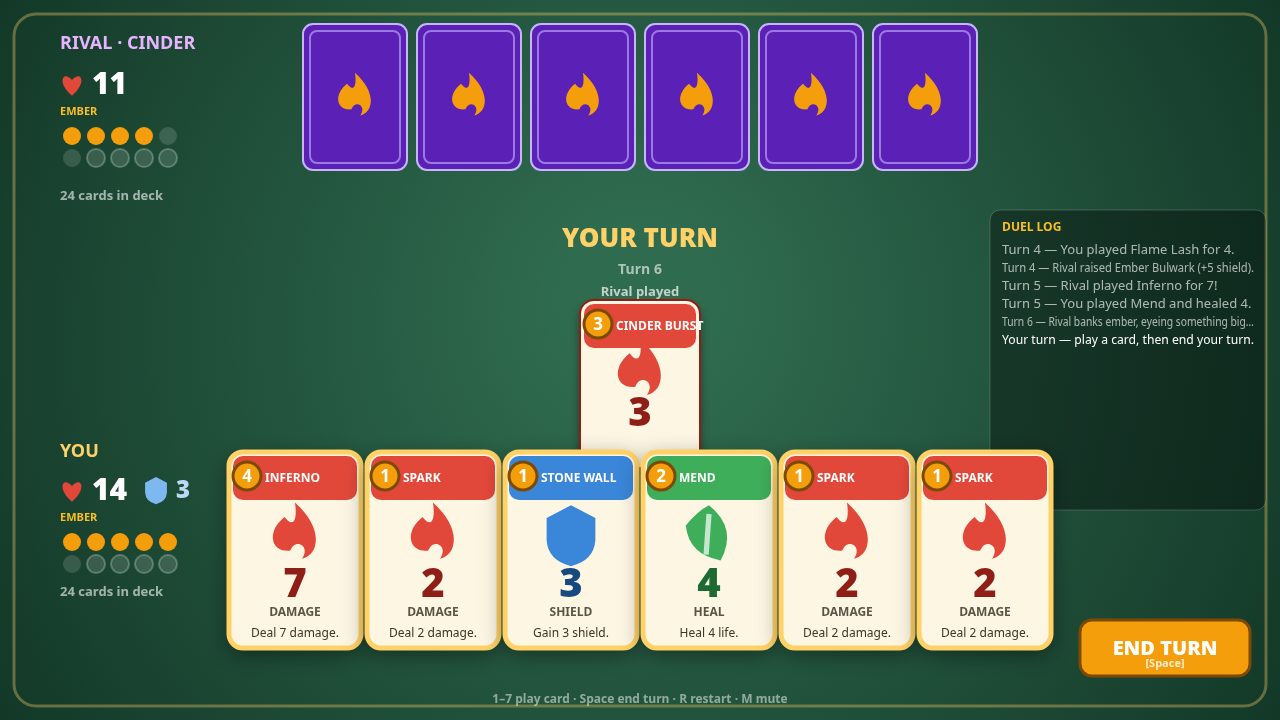 RIVAL · CINDER
11
EMBER
24 cards in deck
YOUR TURN
Turn 6
Rival played
3 CINDER BURST
3
DUEL LOG
Turn 4 — You played Flame Lash for 4.
Turn 4 — Rival raised Ember Bulwark (+5 shield).
Turn 5 — Rival played Inferno for 7!
Turn 5 — You played Mend and healed 4.
Turn 6 — Rival banks ember, eyeing something big...
Your turn — play a card, then end your turn.
YOU
14 3
EMBER
24 cards in deck
4 INFERNO
7
DAMAGE
Deal 7 damage.
1 SPARK
2
DAMAGE
Deal 2 damage.
1 STONE WALL
3
SHIELD
Gain 3 shield.
2 MEND
4
HEAL
Heal 4 life.
1 SPARK
2
DAMAGE
Deal 2 damage.
1 SPARK
2
DAMAGE
Deal 2 damage.
END TURN
[Space]
1–7 play card · Space end turn · R restart · M mute